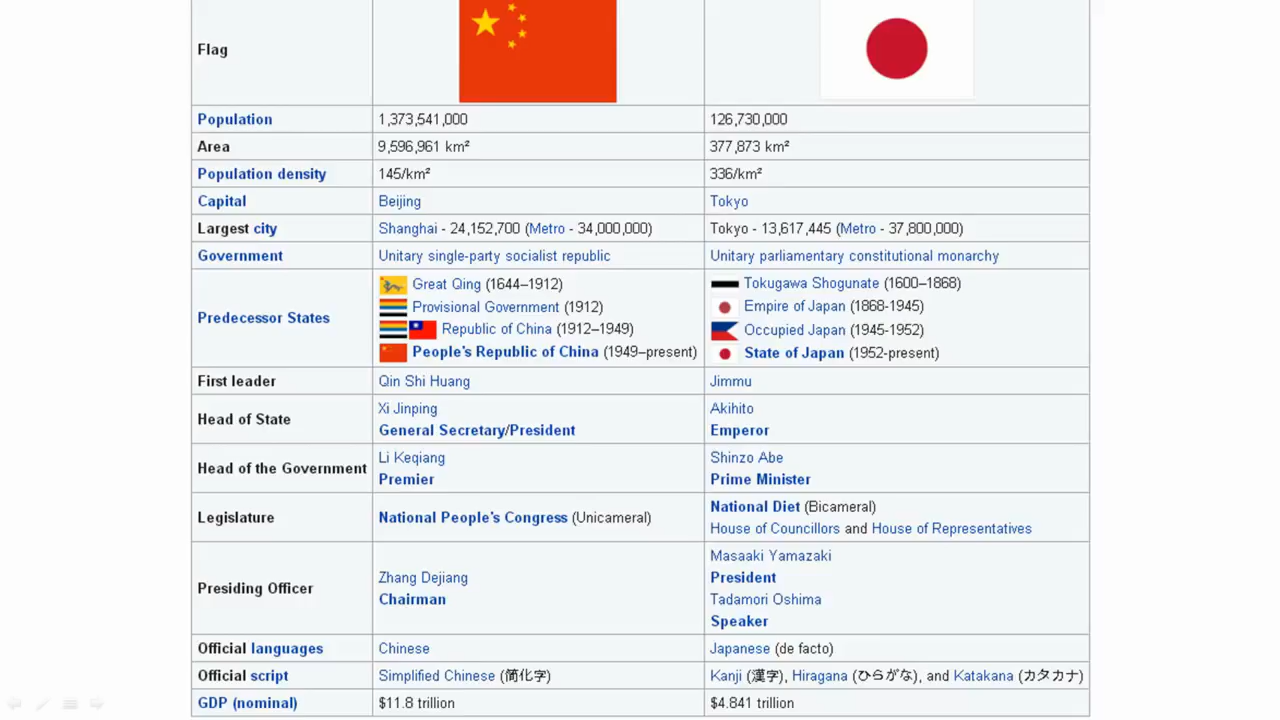 Flag
Population 1,373,541,000 126,730,000
Area 9,596,961 km² 377,873 km²
Population density 145/km² 336/km²
Capital Beijing Tokyo
Largest city Shanghai - 24,152,700 (Metro - 34,000,000) Tokyo - 13,617,445 (Metro - 37,800,000)
Government Unitary single-party socialist republic Unitary parliamentary constitutional monarchy
Predecessor States
Great Qing (1644–1912)
Provisional Government (1912)
Republic of China (1912–1949)
People's Republic of China (1949–present)
Tokugawa Shogunate (1600–1868)
Empire of Japan (1868-1945)
Occupied Japan (1945-1952)
State of Japan (1952-present)
First leader Qin Shi Huang Jimmu
Head of State
Xi Jinping
General Secretary/President
Akihito
Emperor
Head of the Government
Li Keqiang
Premier
Shinzo Abe
Prime Minister
Legislature
National People's Congress (Unicameral)
National Diet (Bicameral)
House of Councillors and House of Representatives
Presiding Officer
Zhang Dejiang
Chairman
Masaaki Yamazaki
President
Tadamori Oshima
Speaker
Official languages Chinese Japanese (de facto)
Official script Simplified Chinese (简化字) Kanji (漢字), Hiragana (ひらがな), and Katakana (カタカナ)
GDP (nominal) $11.8 trillion $4.841 trillion